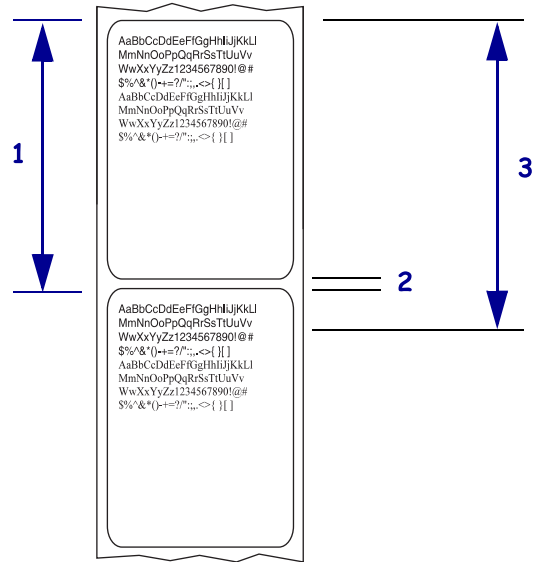 AaBbCcDdEeFfGgHhIiJjKkLl
MmNnOoPpQqRrSsTtUuVv
WwXxYyZz1234567890!@#
$%^&*()-+=?/":;,.<>{ }[ ]
AaBbCcDdEeFfGgHhIiJjKkLl
MmNnOoPpQqRrSsTtUuVv
WwXxYyZz1234567890!@#
$%^&*()-+=?/":;,.<>{ }[ ]
1
3
2
AaBbCcDdEeFfGgHhIiJjKkLl
MmNnOoPpQqRrSsTtUuVv
WwXxYyZz1234567890!@#
$%^&*()-+=?/":;,.<>{ }[ ]
AaBbCcDdEeFfGgHhIiJjKkLl
MmNnOoPpQqRrSsTtUuVv
WwXxYyZz1234567890!@#
$%^&*()-+=?/":;,.<>{ }[ ]